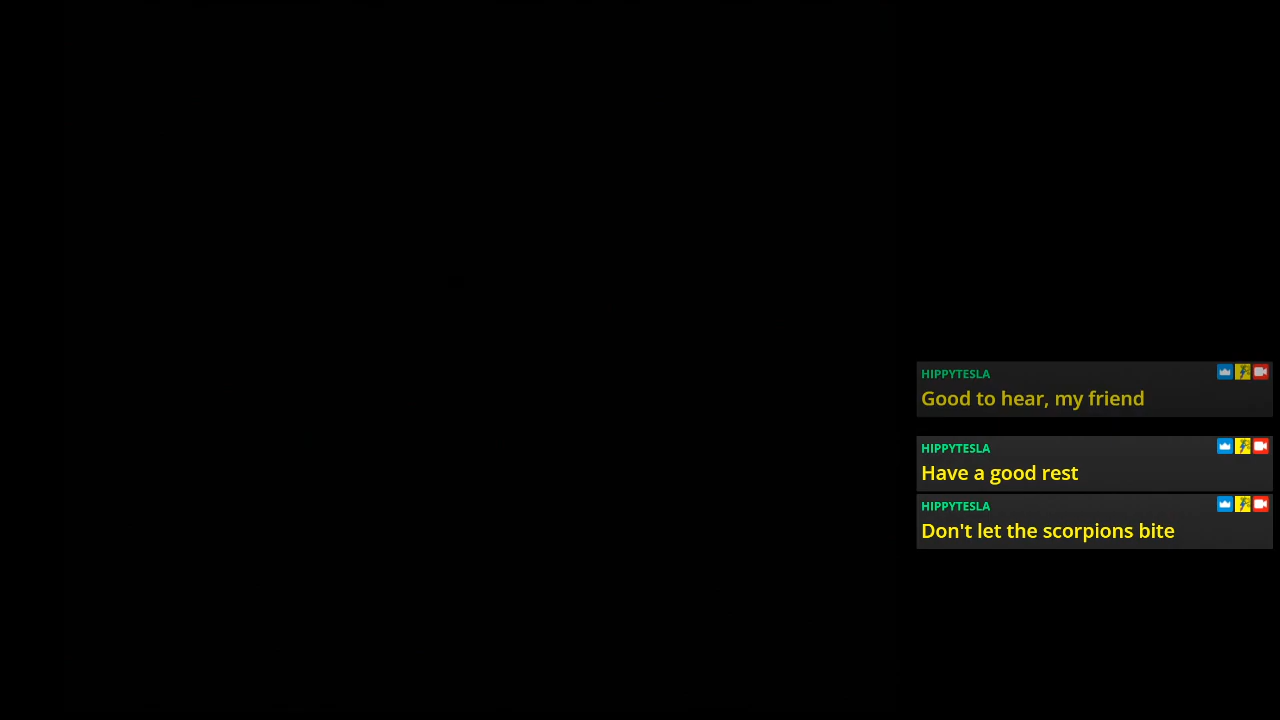 HIPPYTESLA
Good to hear, my friend
HIPPYTESLA
Have a good rest
HIPPYTESLA
Don't let the scorpions bite